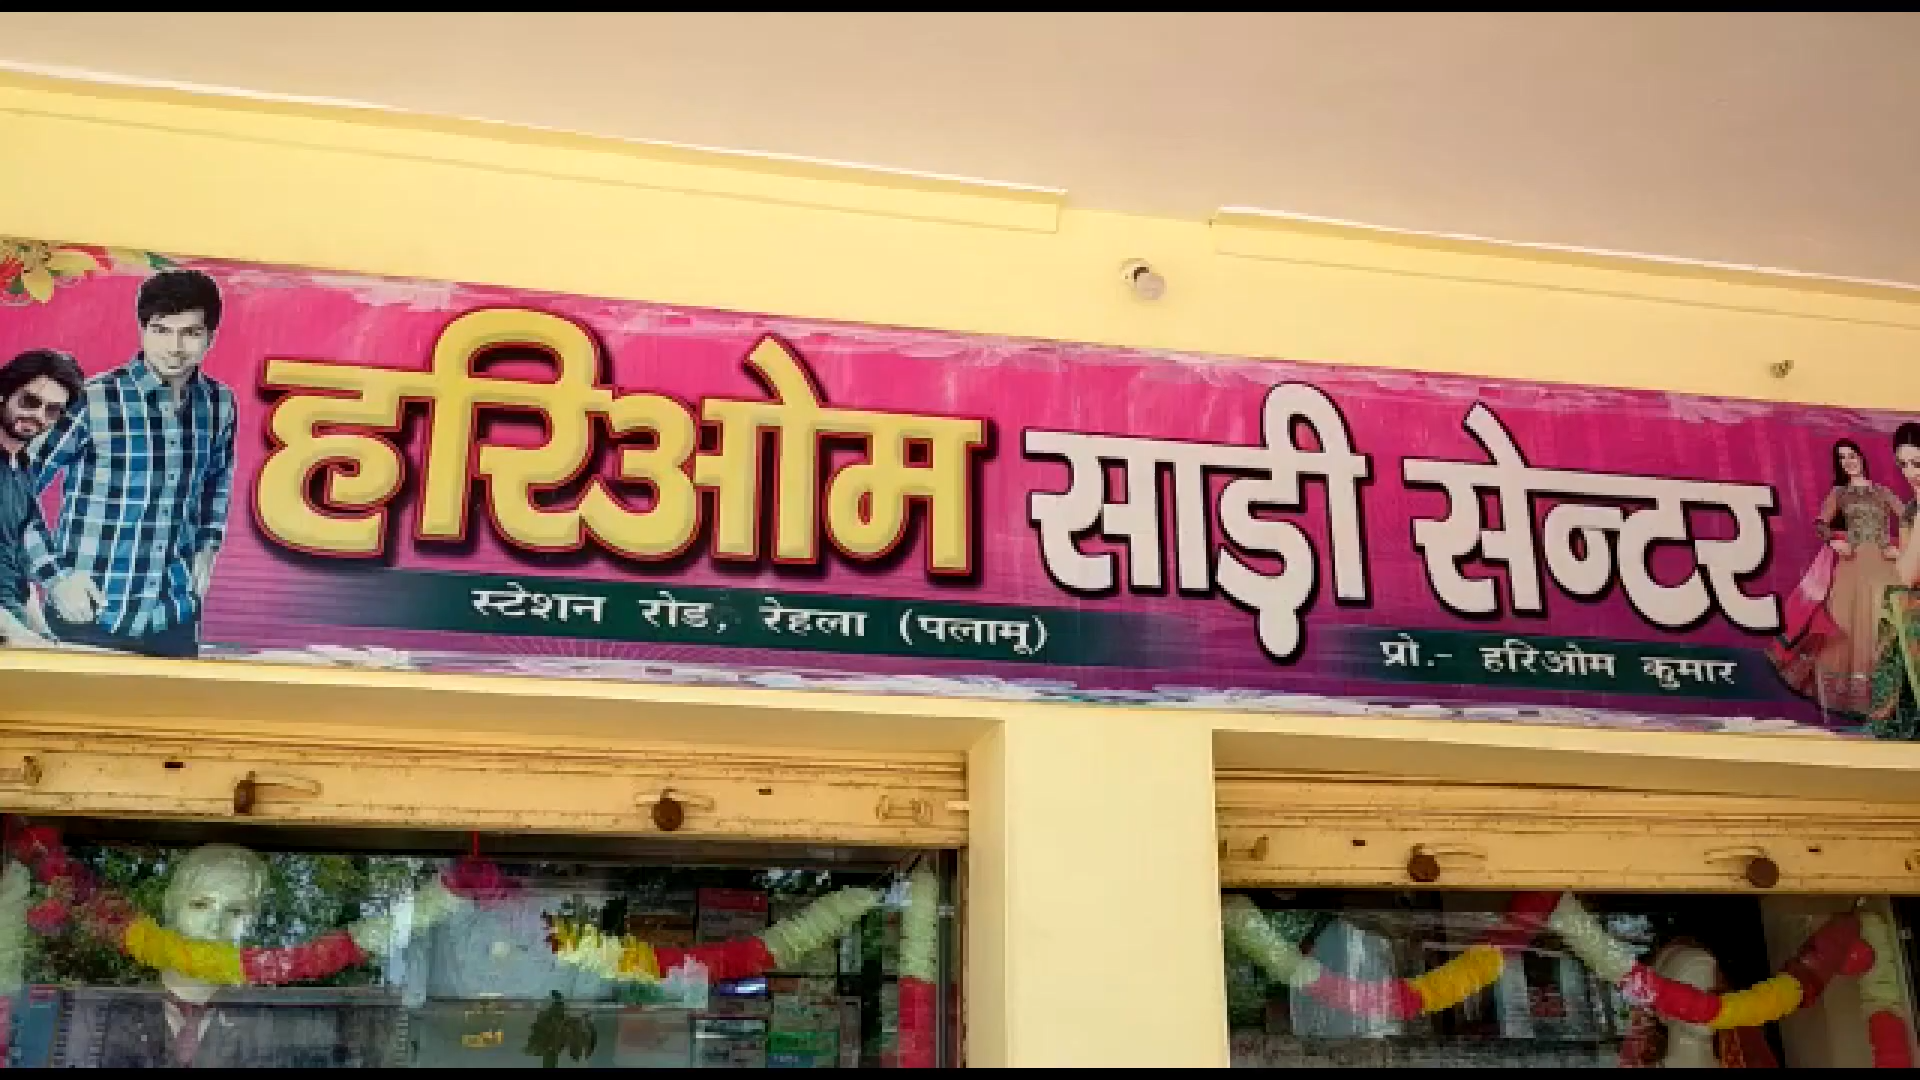 हरिओम साड़ी सेन्टर
स्टेशन रोड, रेहला (पलामू)
प्रो.- हरिओम कुमार